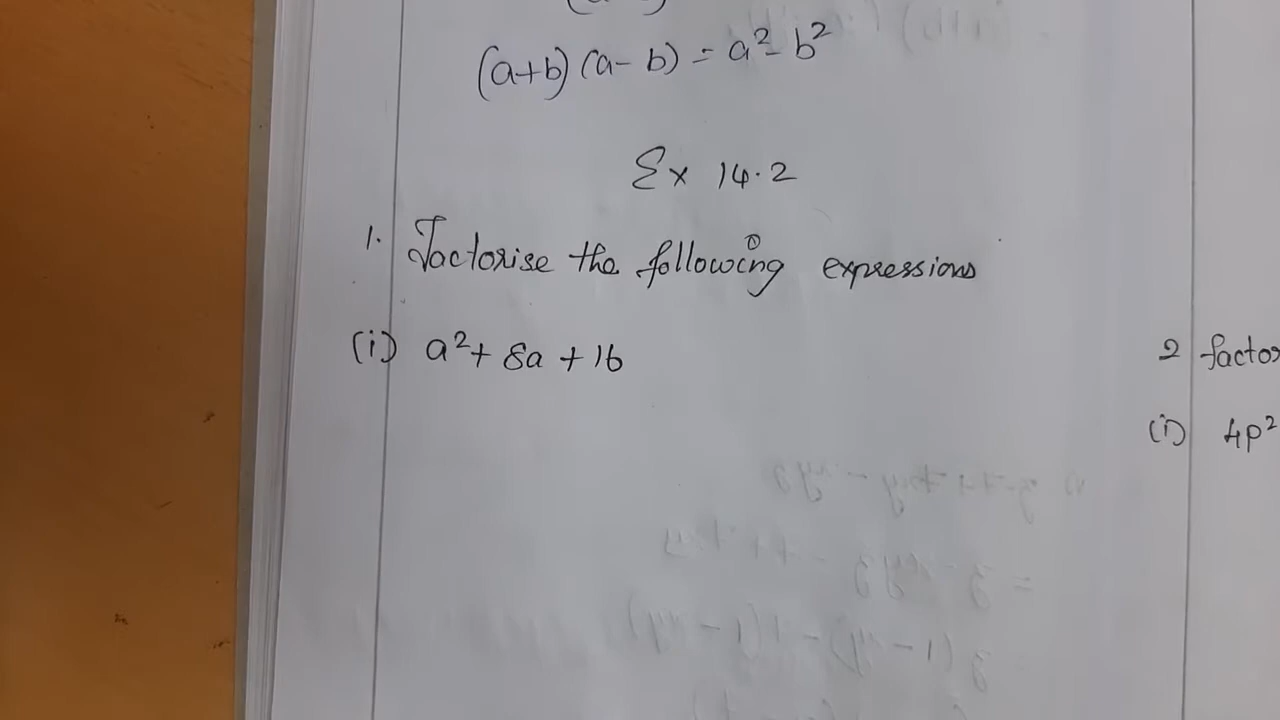 (a+b) (a- b) = a² - b²
Ex 14.2
1. Factorise the following expressions
(i) a² + 8a + 16
2 factor
(i) 4p²